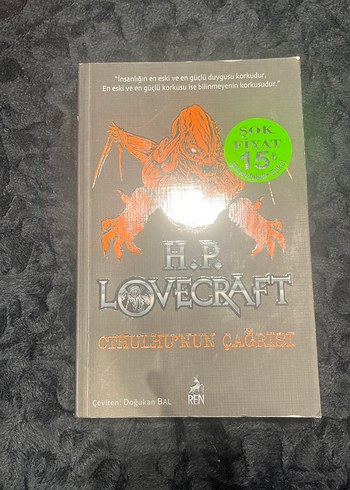 "İnsanlığın en eski ve en güçlü duygusu korkudur.
En eski ve en güçlü korkusu ise bilinmeyenin korkusudur."
ŞOK
FİYAT
15₺
H.P.
LOVECRAFT
CTHULHU'NUN ÇAĞRISI
Çeviren: Doğukan BAL
REN